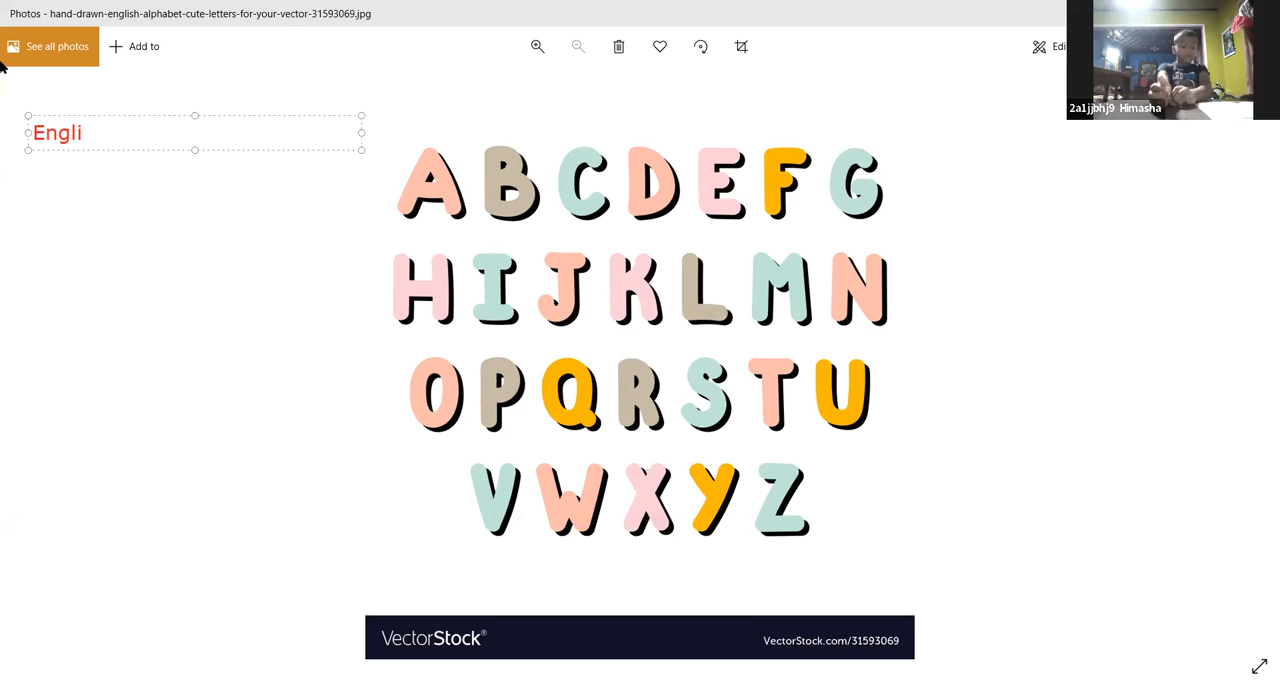 Photos - hand-drawn-english-alphabet-cute-letters-for-your-vector-31593069.jpg
See all photos
Add to
2a1jjbhj9 Himasha
Engli
A B C D E F G
H I J K L M N
O P Q R S T U
V W X Y Z
VectorStock®
VectorStock.com/31593069